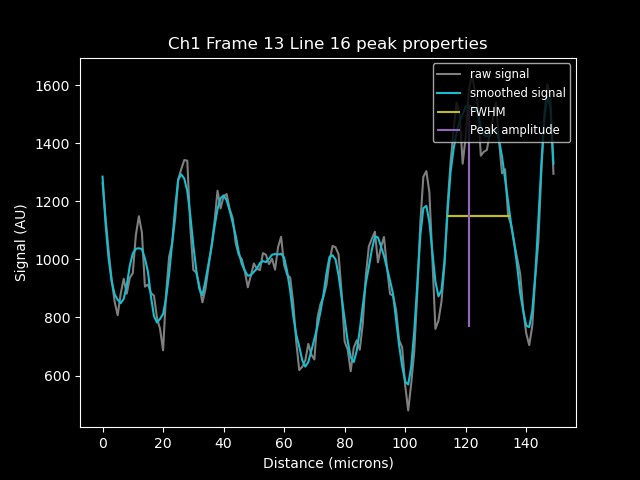 Ch1 Frame 13 Line 16 peak properties
raw signal
smoothed signal
FWHM
Peak amplitude
Signal (AU)
1600
1400
1200
1000
800
600
0 20 40 60 80 100 120 140
Distance (microns)